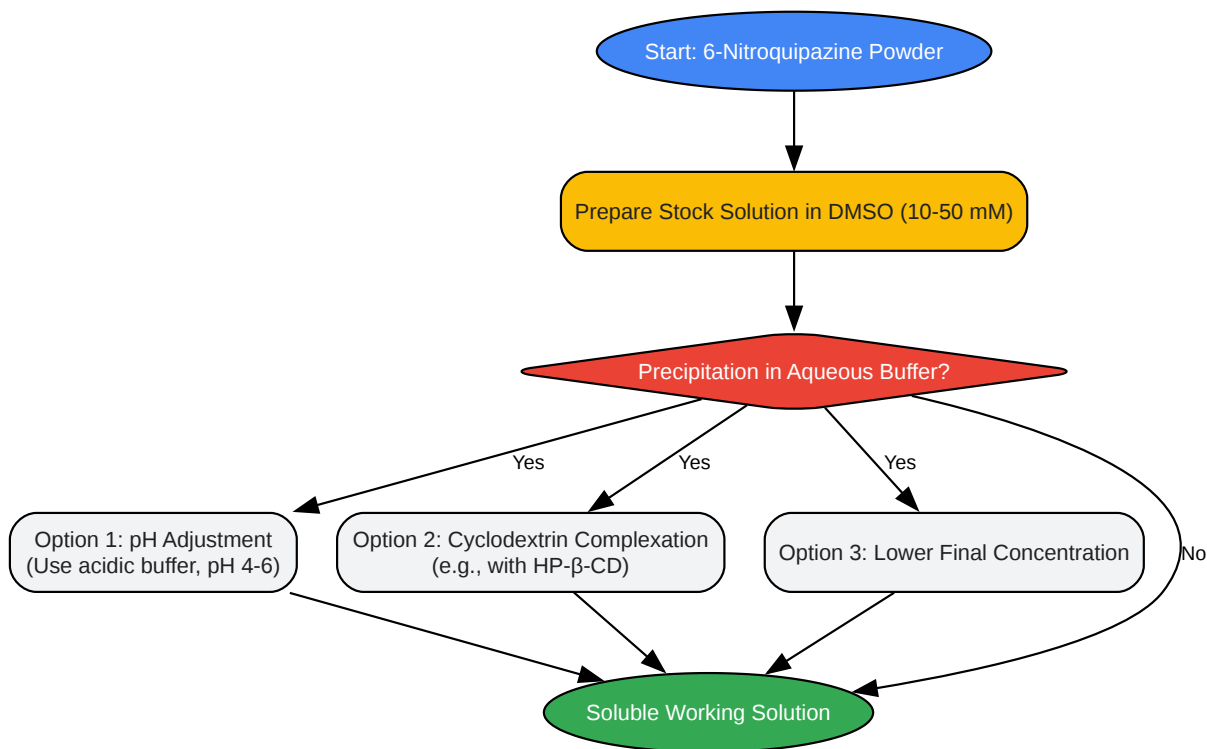 Start: 6-Nitroquipazine Powder
Prepare Stock Solution in DMSO (10-50 mM)
Precipitation in Aqueous Buffer?
Yes
Yes
Yes
No
Option 1: pH Adjustment
(Use acidic buffer, pH 4-6)
Option 2: Cyclodextrin Complexation
(e.g., with HP-β-CD)
Option 3: Lower Final Concentration
Soluble Working Solution